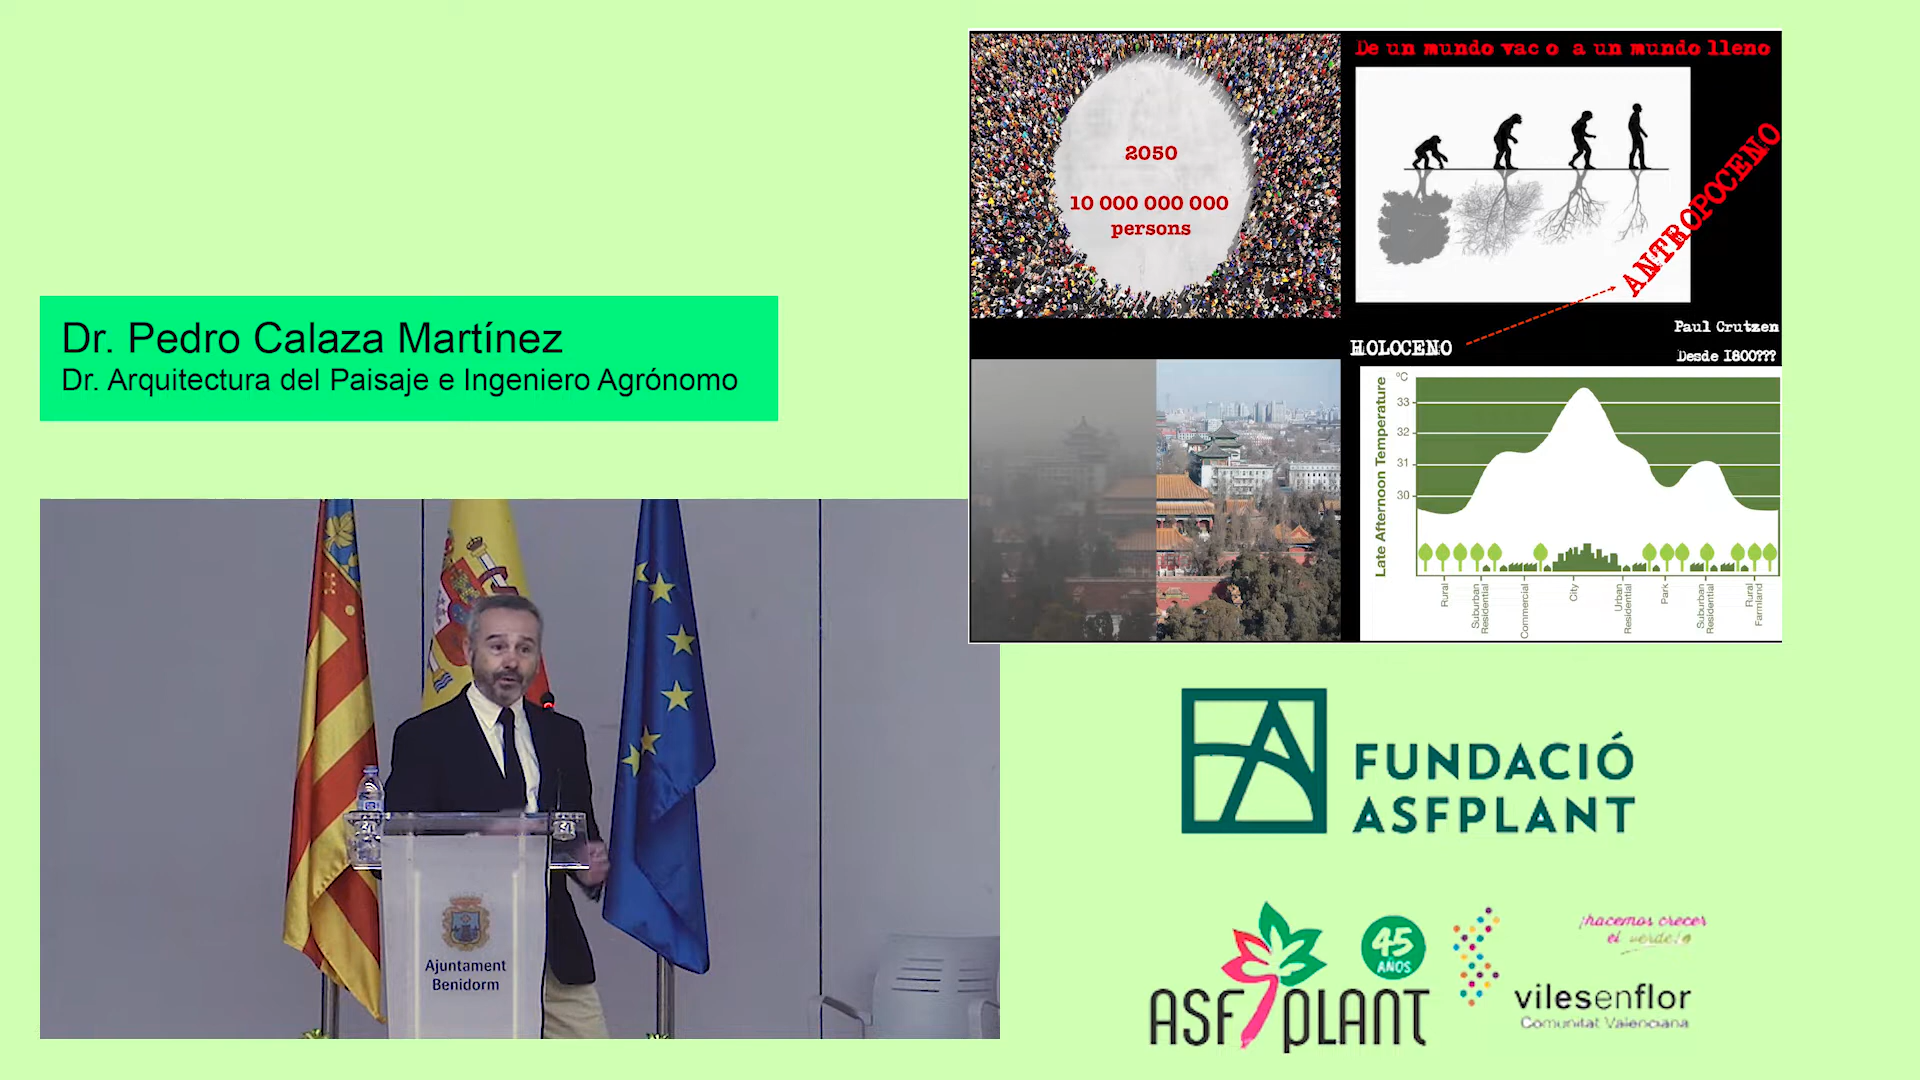 Dr. Pedro Calaza Martínez
Dr. Arquitectura del Paisaje e Ingeniero Agrónomo
2050
10 000 000 000
persons
De un mundo vac o a un mundo lleno
ANTROPOCENO
HOLOCENO
Paul Crutzen
Desde 1800???
Late Afternoon Temperature
°C
33
32
31
30
Rural
Suburban
Residential
Commercial
City
Urban
Residential
Park
Suburban
Residential
Rural
Farmland
Ajuntament
Benidorm
FUNDACIÓ
ASFPLANT
ASFPLANT
45
AÑOS
¡hacemos crecer
el verde!
vilesenflor
Comunitat Valenciana